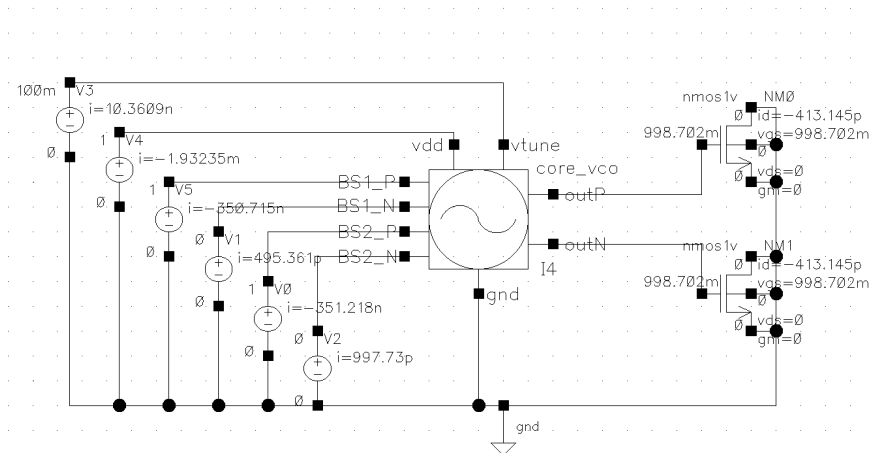 100m
V3
i=10.3609n
0
1
V4
i=-1.93235m
0
1
V5
i=-350.715n
0
0
V1
i=495.361p
0
1
V0
i=-351.218n
0
0
V2
i=997.73p
0
vdd
vtune
BS1_P
BS1_N
BS2_P
BS2_N
core_vco
outP
outN
I4
gnd
gnd
nmos1v
NM0
0
id=-413.145p
998.702m
vgs=998.702m
0
0
vds=0
gm=0
nmos1v
NM1
0
id=-413.145p
998.702m
vgs=998.702m
0
0
vds=0
gm=0